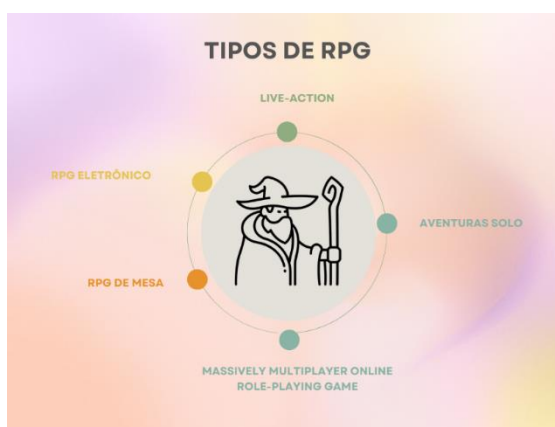 TIPOS DE RPG
LIVE-ACTION
RPG ELETRÔNICO
AVENTURAS SOLO
RPG DE MESA
MASSIVELY MULTIPLAYER ONLINE
ROLE-PLAYING GAME